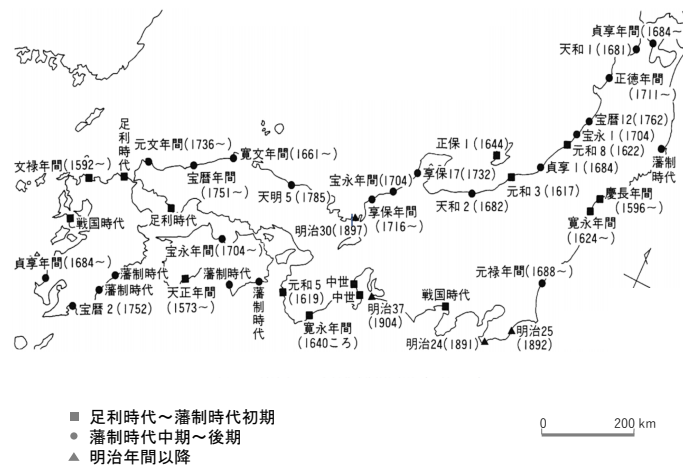 貞享年間(1684～
天和1(1681)
正徳年間
(1711～)
宝暦12(1762)
宝永1(1704)
元和8(1622)
藩制時代
正保1(1644)
貞享1(1684)
元和3(1617)
享保17(1732)
天和2(1682)
慶長年間
(1596～)
寛永年間
(1624～)
足利時代
元文年間(1736～)
寛文年間(1661～)
文禄年間(1592～)
宝暦年間
(1751～)
天明5(1785)
宝永年間(1704)
享保年間
(1716～)
明治30(1897)
足利時代
戦国時代
宝永年間(1704～)
貞享年間(1684～)
藩制時代
藩制時代
藩制時代
天正年間
(1573～)
宝暦2(1752)
藩制時代
元和5
(1619)
中世
中世
寛永年間
(1640ころ)
明治37
(1904)
戦国時代
元禄年間(1688～)
明治24(1891)
明治25
(1892)
■ 足利時代～藩制時代初期
● 藩制時代中期～後期
▲ 明治年間以降
0 200 km